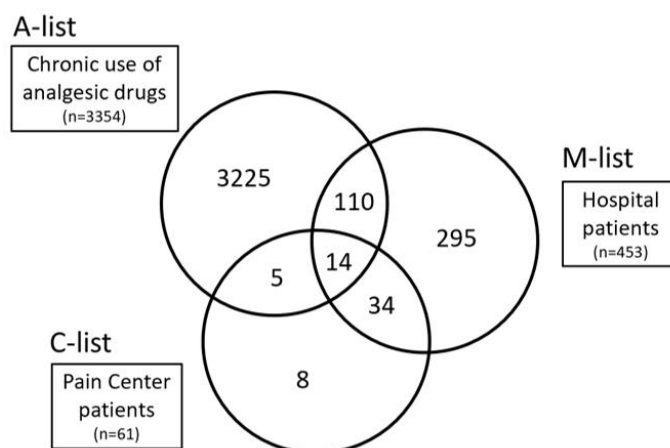 A-list
Chronic use of
analgesic drugs
(n=3354)
M-list
Hospital
patients
(n=453)
3225
110
295
14
5
34
C-list
Pain Center
patients
(n=61)
8